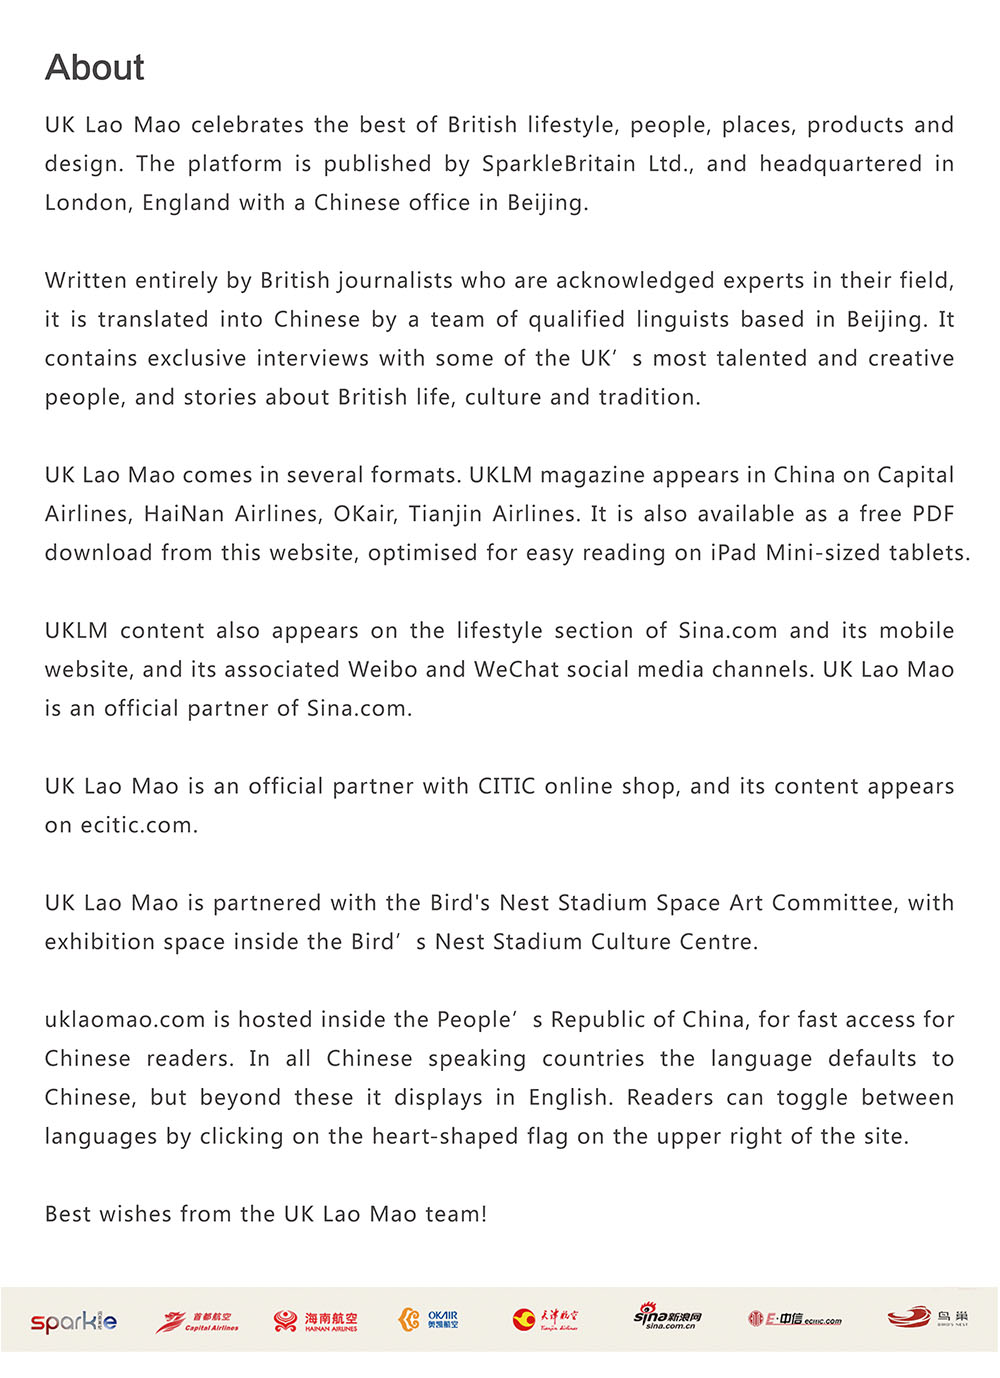 About
UK Lao Mao celebrates the best of British lifestyle, people, places, products and
design. The platform is published by SparkleBritain Ltd., and headquartered in
London, England with a Chinese office in Beijing.
Written entirely by British journalists who are acknowledged experts in their field,
it is translated into Chinese by a team of qualified linguists based in Beijing. It
contains exclusive interviews with some of the UK’s most talented and creative
people, and stories about British life, culture and tradition.
UK Lao Mao comes in several formats. UKLM magazine appears in China on Capital
Airlines, HaiNan Airlines, OKair, Tianjin Airlines. It is also available as a free PDF
download from this website, optimised for easy reading on iPad Mini-sized tablets.
UKLM content also appears on the lifestyle section of Sina.com and its mobile
website, and its associated Weibo and WeChat social media channels. UK Lao Mao
is an official partner of Sina.com.
UK Lao Mao is an official partner with CITIC online shop, and its content appears
on ecitic.com.
UK Lao Mao is partnered with the Bird's Nest Stadium Space Art Committee, with
exhibition space inside the Bird’s Nest Stadium Culture Centre.
uklaomao.com is hosted inside the People’s Republic of China, for fast access for
Chinese readers. In all Chinese speaking countries the language defaults to
Chinese, but beyond these it displays in English. Readers can toggle between
languages by clicking on the heart-shaped flag on the upper right of the site.
Best wishes from the UK Lao Mao team!
sparkle
首都航空
Capital Airlines
海南航空
HAINAN AIRLINES
OKAIR
奥凯航空
天津航空
Tianjin Airlines
sina新浪网
sina.com.cn
E·中信 ecitic.com
鸟巢
BIRD'S NEST